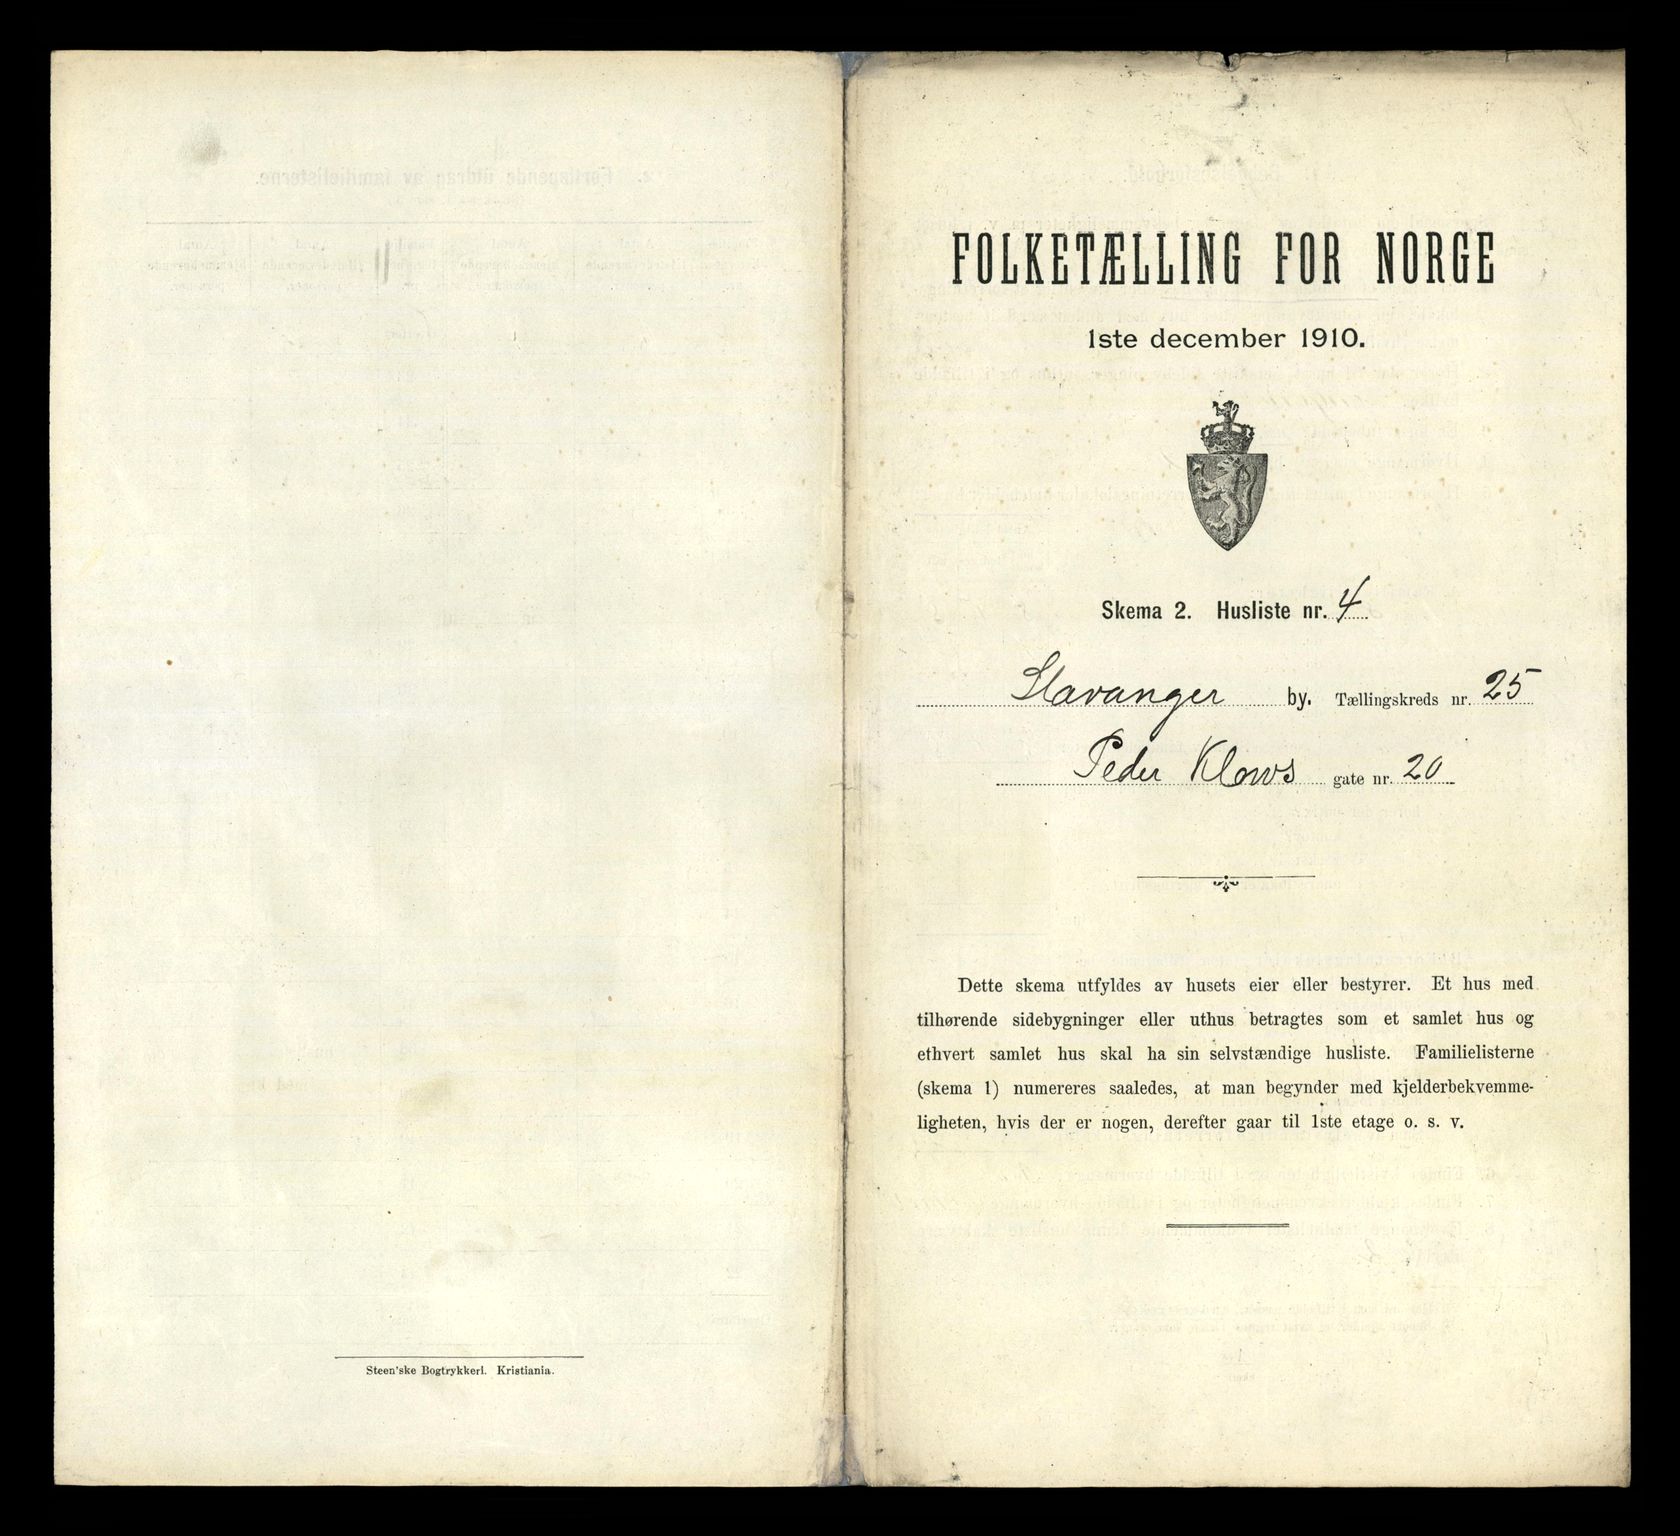 FOLKETÆLLING FOR NORGE
1ste december 1910.
Skema 2. Husliste nr. 4
Stavanger by. Tællingskreds nr. 25
Peder Klows gate nr. 20
Dette skema utfyldes av husets eier eller bestyrer. Et hus med
tilhørende sidebygninger eller uthus betragtes som et samlet hus og
ethvert samlet hus skal ha sin selvstændige husliste. Familielisterne
(skema 1) numereres saaledes, at man begynder med kjelderbekvemme-
ligheten, hvis der er nogen, derefter gaar til 1ste etage o. s. v.
Steen'ske Bogtrykkeri. Kristiania.